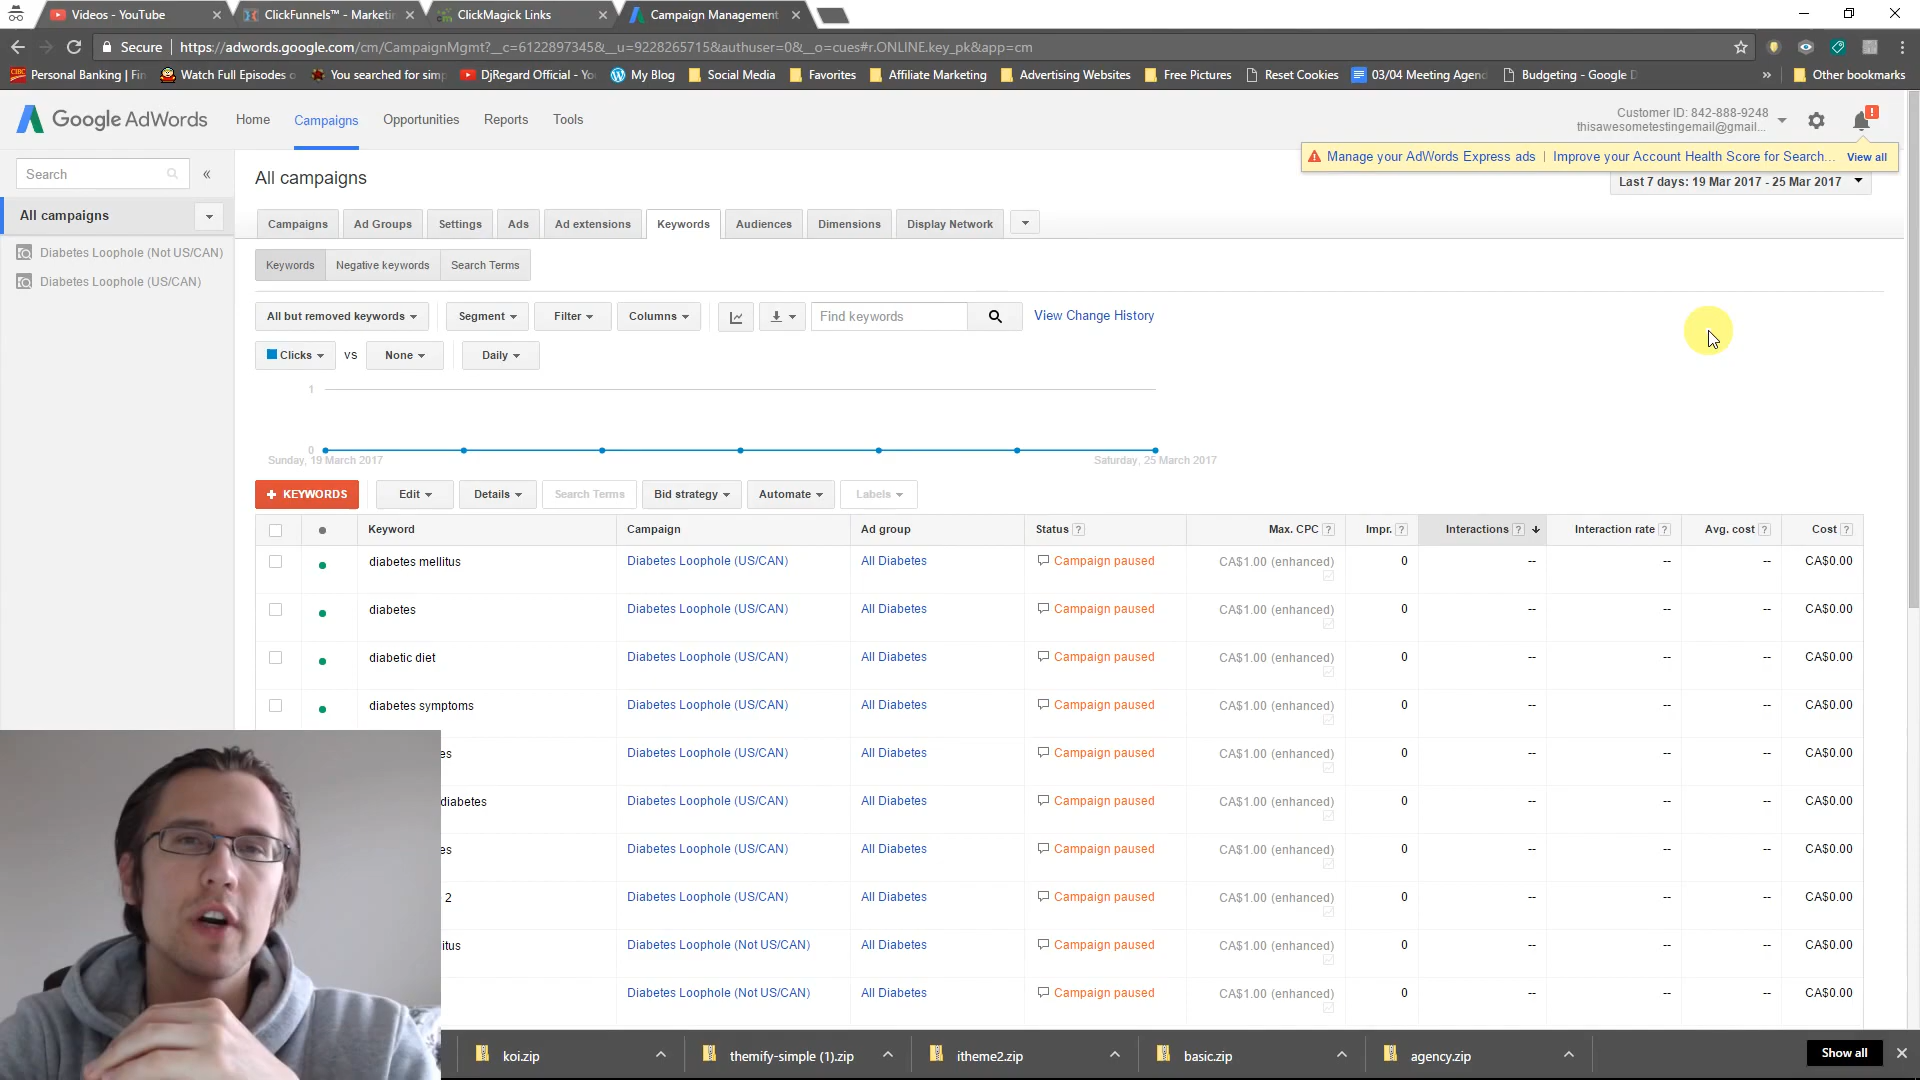 Videos - YouTube
ClickFunnels™ - Marketin
ClickMagick Links
Campaign Management
Secure
https://adwords.google.com/cm/CampaignMgmt?__c=6122897345&__u=9228265715&authuser=0&__o=cues#r.ONLINE.key_pk&app=cm
CIBC Personal Banking | Fin
Watch Full Episodes o
You searched for simp
DjRegard Official - Yo
My Blog
Social Media
Favorites
Affiliate Marketing
Advertising Websites
Free Pictures
Reset Cookies
03/04 Meeting Agend
Budgeting - Google D
»
Other bookmarks
Google AdWords
Home
Campaigns
Opportunities
Reports
Tools
Customer ID: 842-888-9248
thisawesometestingemail@gmail...
!
Manage your AdWords Express ads | Improve your Account Health Score for Search... View all
Last 7 days: 19 Mar 2017 - 25 Mar 2017
Search
«
All campaigns
Diabetes Loophole (Not US/CAN)
Diabetes Loophole (US/CAN)
All campaigns
Campaigns Ad Groups Settings Ads Ad extensions Keywords Audiences Dimensions Display Network
Keywords Negative keywords Search Terms
All but removed keywords Segment Filter Columns Find keywords View Change History
Clicks vs None Daily
1
0
Sunday, 19 March 2017
Saturday, 25 March 2017
+ KEYWORDS Edit Details Search Terms Bid strategy Automate Labels
Keyword Campaign Ad group Status ? Max. CPC ? Impr. ? Interactions ? Interaction rate ? Avg. cost ? Cost ?
diabetes mellitus Diabetes Loophole (US/CAN) All Diabetes Campaign paused CA$1.00 (enhanced) 0 -- -- -- CA$0.00
diabetes Diabetes Loophole (US/CAN) All Diabetes Campaign paused CA$1.00 (enhanced) 0 -- -- -- CA$0.00
diabetic diet Diabetes Loophole (US/CAN) All Diabetes Campaign paused CA$1.00 (enhanced) 0 -- -- -- CA$0.00
diabetes symptoms Diabetes Loophole (US/CAN) All Diabetes Campaign paused CA$1.00 (enhanced) 0 -- -- -- CA$0.00
es Diabetes Loophole (US/CAN) All Diabetes Campaign paused CA$1.00 (enhanced) 0 -- -- -- CA$0.00
diabetes Diabetes Loophole (US/CAN) All Diabetes Campaign paused CA$1.00 (enhanced) 0 -- -- -- CA$0.00
es Diabetes Loophole (US/CAN) All Diabetes Campaign paused CA$1.00 (enhanced) 0 -- -- -- CA$0.00
2 Diabetes Loophole (US/CAN) All Diabetes Campaign paused CA$1.00 (enhanced) 0 -- -- -- CA$0.00
itus Diabetes Loophole (Not US/CAN) All Diabetes Campaign paused CA$1.00 (enhanced) 0 -- -- -- CA$0.00
Diabetes Loophole (Not US/CAN) All Diabetes Campaign paused CA$1.00 (enhanced) 0 -- -- -- CA$0.00
koi.zip
themify-simple (1).zip
itheme2.zip
basic.zip
agency.zip
Show all